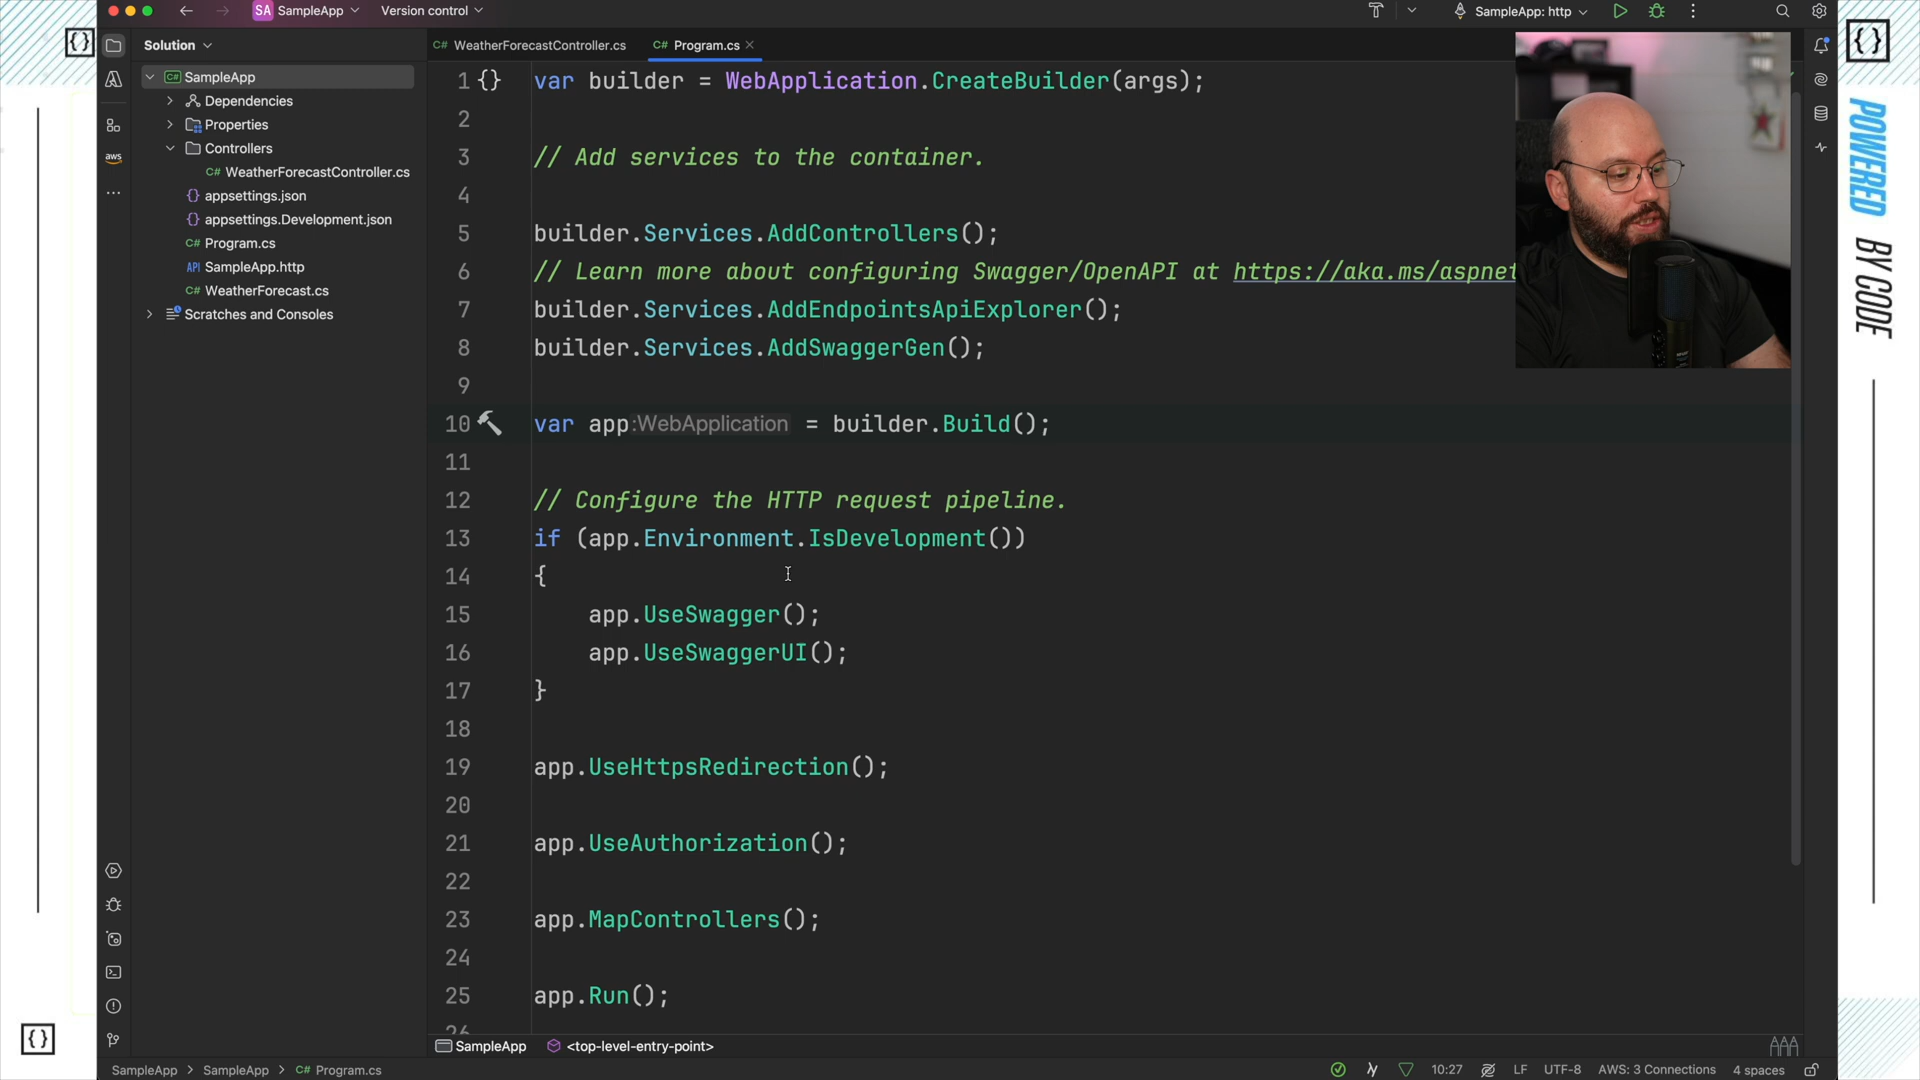 SA SampleApp
Version control
SampleApp: http
Solution
WeatherForecastController.cs
Program.cs
SampleApp
Dependencies
Properties
Controllers
C# WeatherForecastController.cs
{} appsettings.json
{} appsettings.Development.json
C# Program.cs
API SampleApp.http
C# WeatherForecast.cs
Scratches and Consoles
aws
1 {} var builder = WebApplication.CreateBuilder(args);
2
3 // Add services to the container.
4
5 builder.Services.AddControllers();
6 // Learn more about configuring Swagger/OpenAPI at https://aka.ms/aspnet
7 builder.Services.AddEndpointsApiExplorer();
8 builder.Services.AddSwaggerGen();
9
10 var app :WebApplication = builder.Build();
11
12 // Configure the HTTP request pipeline.
13 if (app.Environment.IsDevelopment())
14 {
15 app.UseSwagger();
16 app.UseSwaggerUI();
17 }
18
19 app.UseHttpsRedirection();
20
21 app.UseAuthorization();
22
23 app.MapControllers();
24
25 app.Run();
26
SampleApp <top-level-entry-point>
SampleApp > SampleApp > C# Program.cs
10:27 LF UTF-8 AWS: 3 Connections 4 spaces
{}
{}
{}
POWERED BY CODE